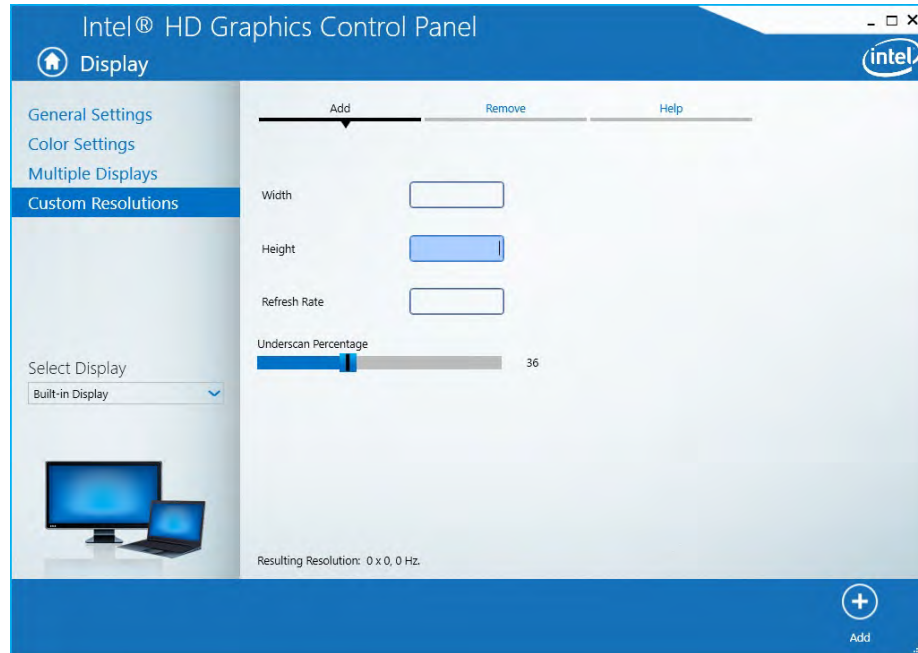 Intel® HD Graphics Control Panel
Display
intel
General Settings
Color Settings
Multiple Displays
Custom Resolutions
Select Display
Built-in Display
Add Remove Help
Width
Height
Refresh Rate
Underscan Percentage
36
Resulting Resolution: 0 x 0, 0 Hz.
Add